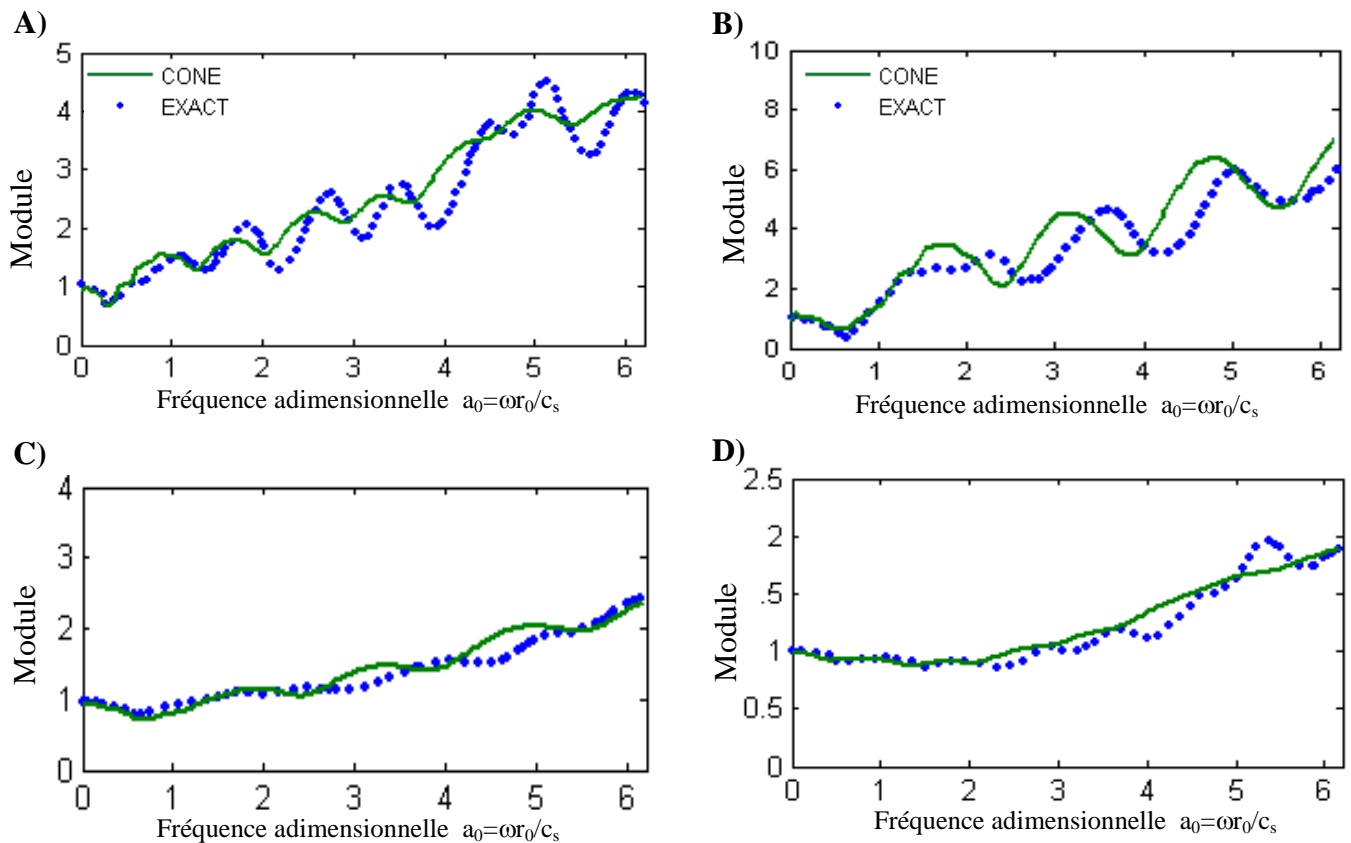 A)
5
4
3
2
1
0
CONE
EXACT
Module
0 1 2 3 4 5 6
Fréquence adimensionnelle a₀=ωr₀/cₛ
B)
10
8
6
4
2
0
CONE
EXACT
Module
0 1 2 3 4 5 6
Fréquence adimensionnelle a₀=ωr₀/cₛ
C)
4
3
2
1
0
Module
0 1 2 3 4 5 6
Fréquence adimensionnelle a₀=ωr₀/cₛ
D)
2.5
2
.5
1
0.5
0
Module
0 1 2 3 4 5 6
Fréquence adimensionnelle a₀=ωr₀/cₛ